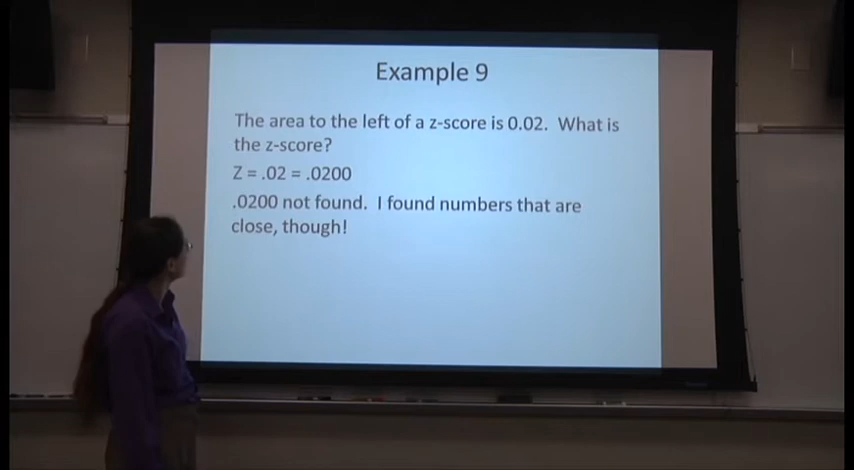 Example 9
The area to the left of a z-score is 0.02. What is
the z-score?
Z = .02 = .0200
.0200 not found. I found numbers that are
close, though!